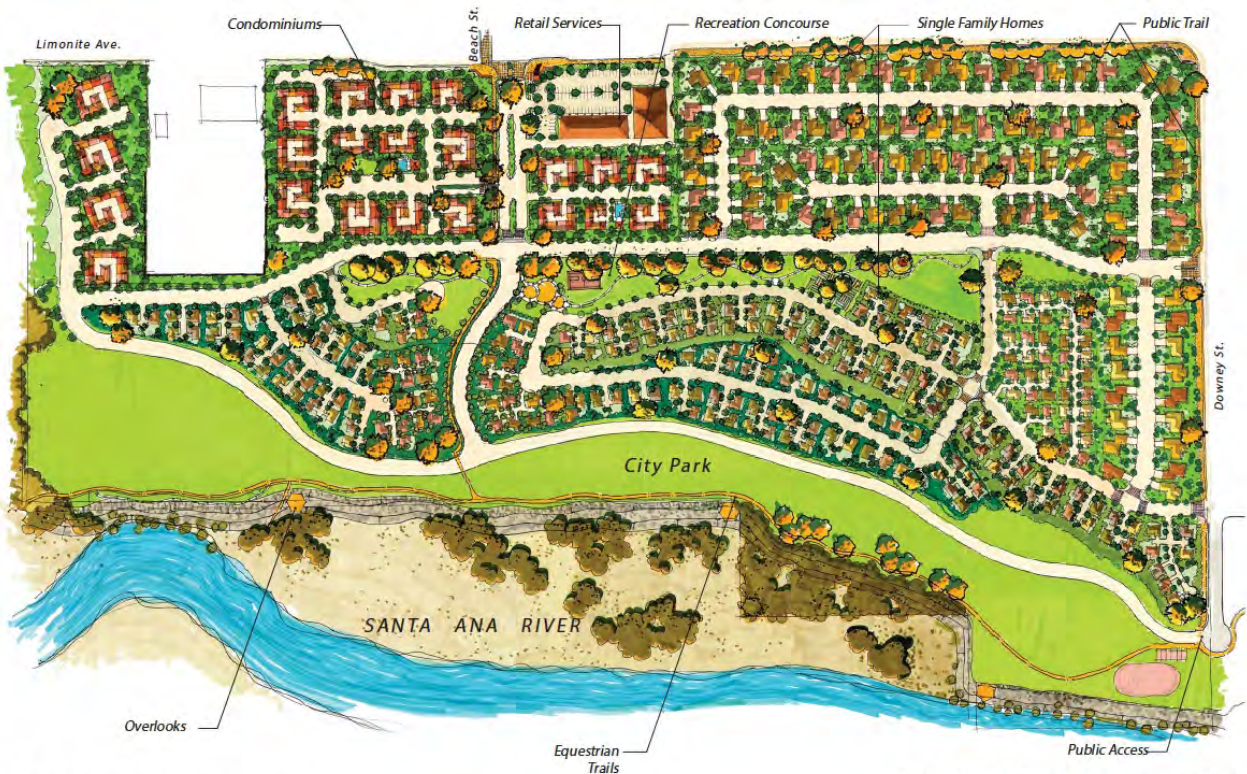 Condominiums
Beach St.
Retail Services
Recreation Concourse
Single Family Homes
Public Trail
Limonite Ave.
Downey St.
City Park
SANTA ANA RIVER
Overlooks
Equestrian
Trails
Public Access